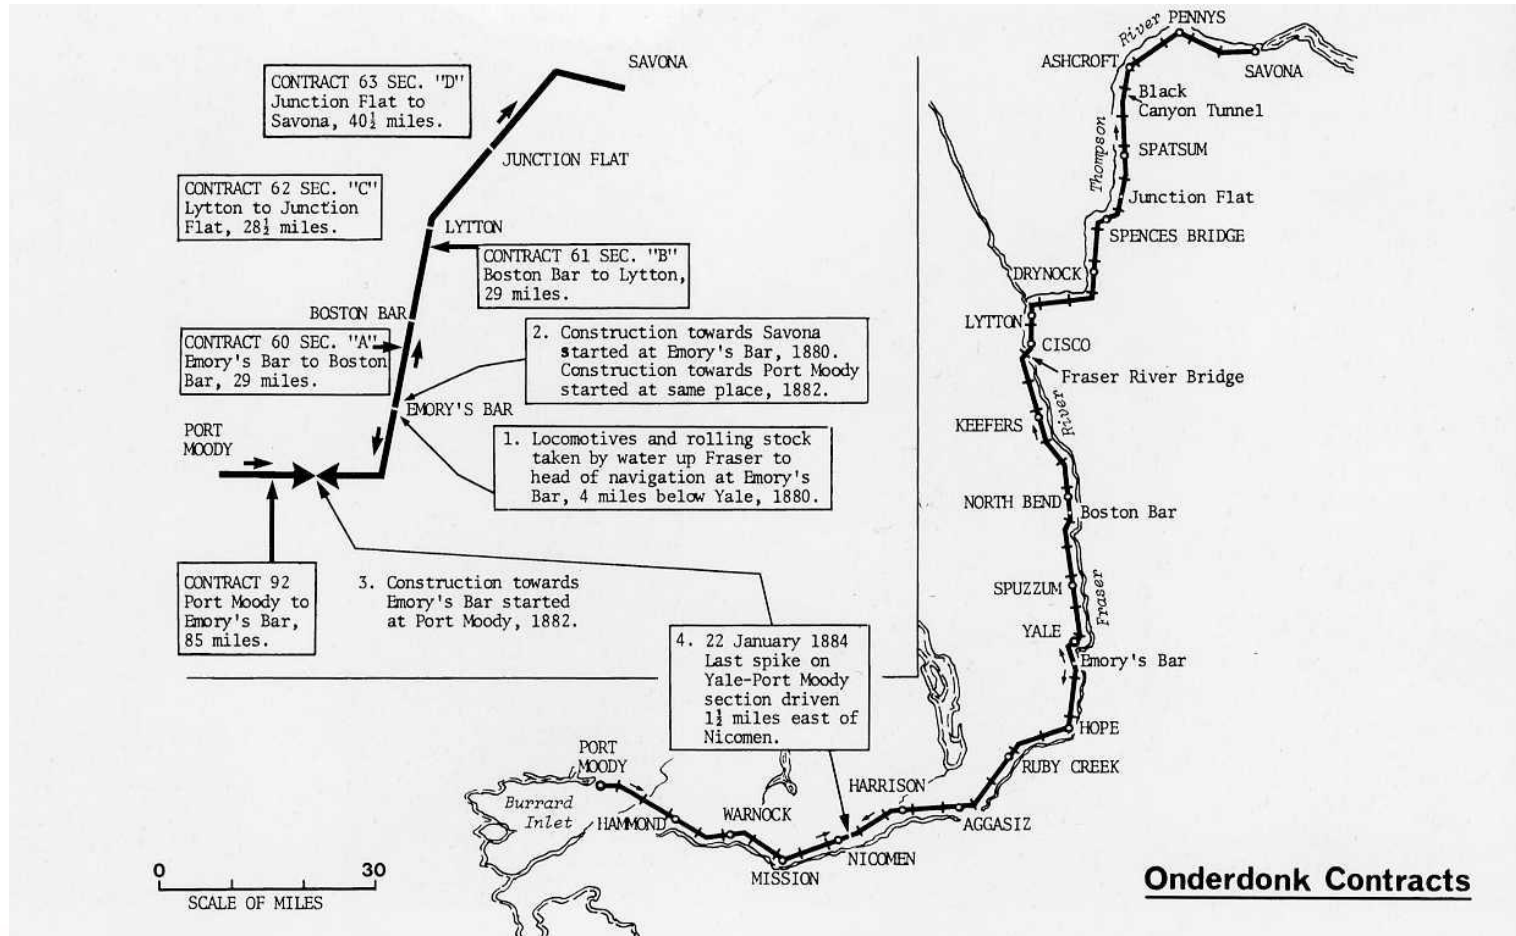 CONTRACT 63 SEC. "D"
Junction Flat to
Savona, 40½ miles.
SAVONA
JUNCTION FLAT
CONTRACT 62 SEC. "C"
Lytton to Junction
Flat, 28½ miles.
LYTTON
CONTRACT 61 SEC. "B"
Boston Bar to Lytton,
29 miles.
BOSTON BAR
CONTRACT 60 SEC. "A"
Emory's Bar to Boston
Bar, 29 miles.
2. Construction towards Savona
started at Emory's Bar, 1880.
Construction towards Port Moody
started at same place, 1882.
EMORY'S BAR
PORT
MOODY
1. Locomotives and rolling stock
taken by water up Fraser to
head of navigation at Emory's
Bar, 4 miles below Yale, 1880.
CONTRACT 92
Port Moody to
Emory's Bar,
85 miles.
3. Construction towards
Emory's Bar started
at Port Moody, 1882.
4. 22 January 1884
Last spike on
Yale-Port Moody
section driven
1½ miles east of
Nicomen.
River
PENNYS
ASHCROFT
SAVONA
Black
Canyon Tunnel
Thompson
SPATSUM
Junction Flat
SPENCES BRIDGE
DRYNOCK
LYTTON
CISCO
Fraser River Bridge
KEEFERS
River
NORTH BEND
Boston Bar
SPUZZUM
Fraser
YALE
Emory's Bar
HOPE
RUBY CREEK
HARRISON
AGGASIZ
PORT
MOODY
Burrard
Inlet
HAMMOND
WARNOCK
NICOMEN
MISSION
0 30
SCALE OF MILES
Onderdonk Contracts